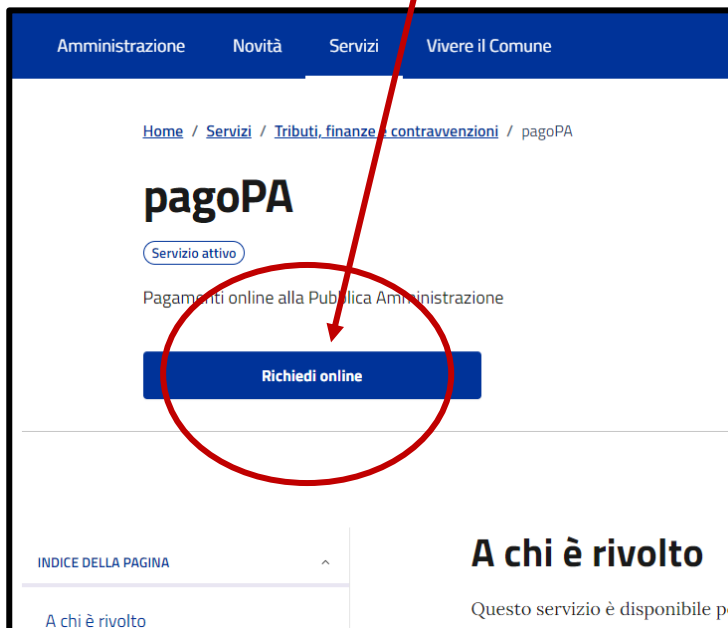 Amministrazione Novità Servizi Vivere il Comune
Home / Servizi / Tributi, finanze e contravvenzioni / pagoPA
pagoPA
Servizio attivo
Pagamenti online alla Pubblica Amministrazione
Richiedi online
INDICE DELLA PAGINA
A chi è rivolto
A chi è rivolto
Questo servizio è disponibile